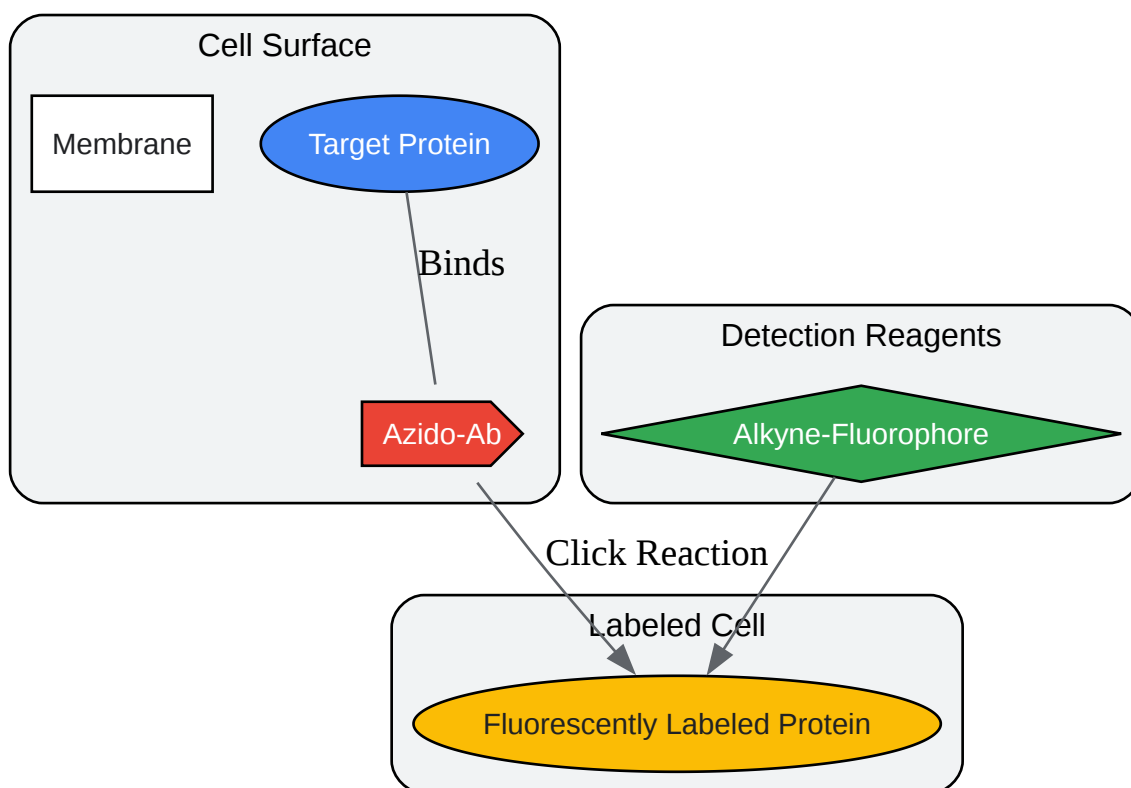 Cell Surface
Membrane
Target Protein
Binds
Detection Reagents
Azido-Ab
Alkyne-Fluorophore
Click Reaction
Labeled Cell
Fluorescently Labeled Protein